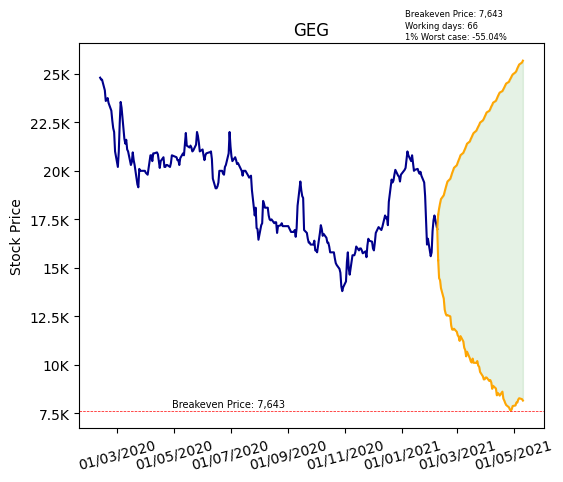 Breakeven Price: 7,643
Working days: 66
1% Worst case: -55.04%
GEG
Stock Price
25K
22.5K
20K
17.5K
15K
12.5K
10K
7.5K
Breakeven Price: 7,643
01/03/2020
01/05/2020
01/07/2020
01/09/2020
01/11/2020
01/01/2021
01/03/2021
01/05/2021